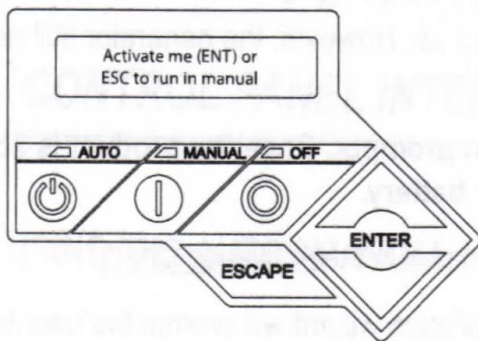 Activate me (ENT) or
ESC to run in manual
AUTO
MANUAL
OFF
ENTER
ESCAPE